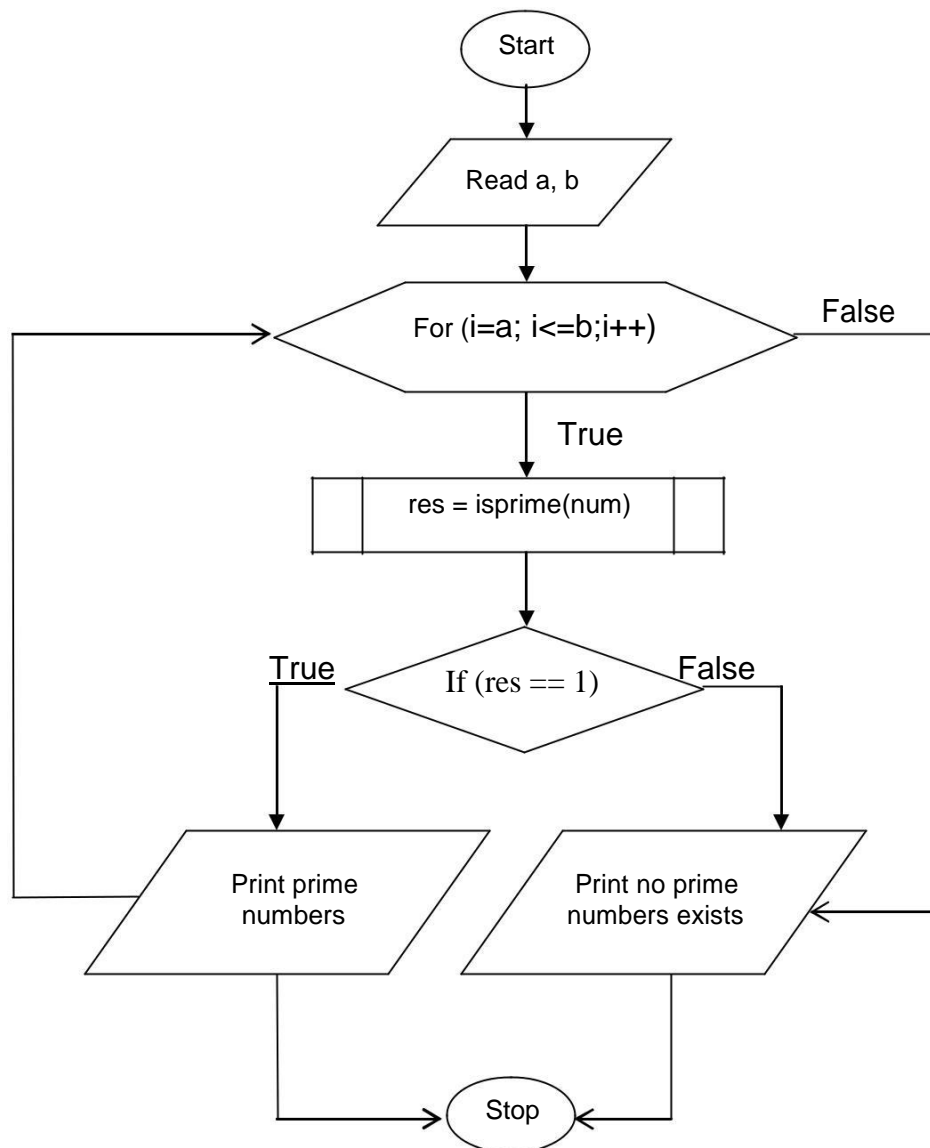 Start
Read a, b
For (i=a; i<=b;i++)
False
True
res = isprime(num)
True
If (res == 1)
False
Print prime
numbers
Print no prime
numbers exists
Stop